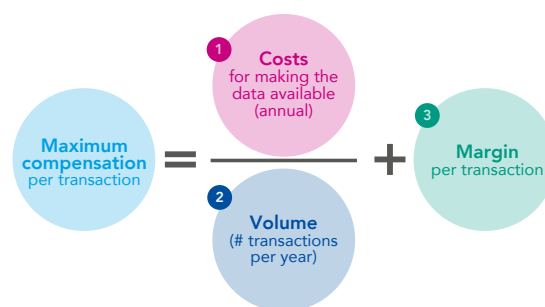 1
Costs
for making the
data available
(annual)
Maximum
compensation
per transaction
=
+
3
Margin
per transaction
2
Volume
(# transactions
per year)